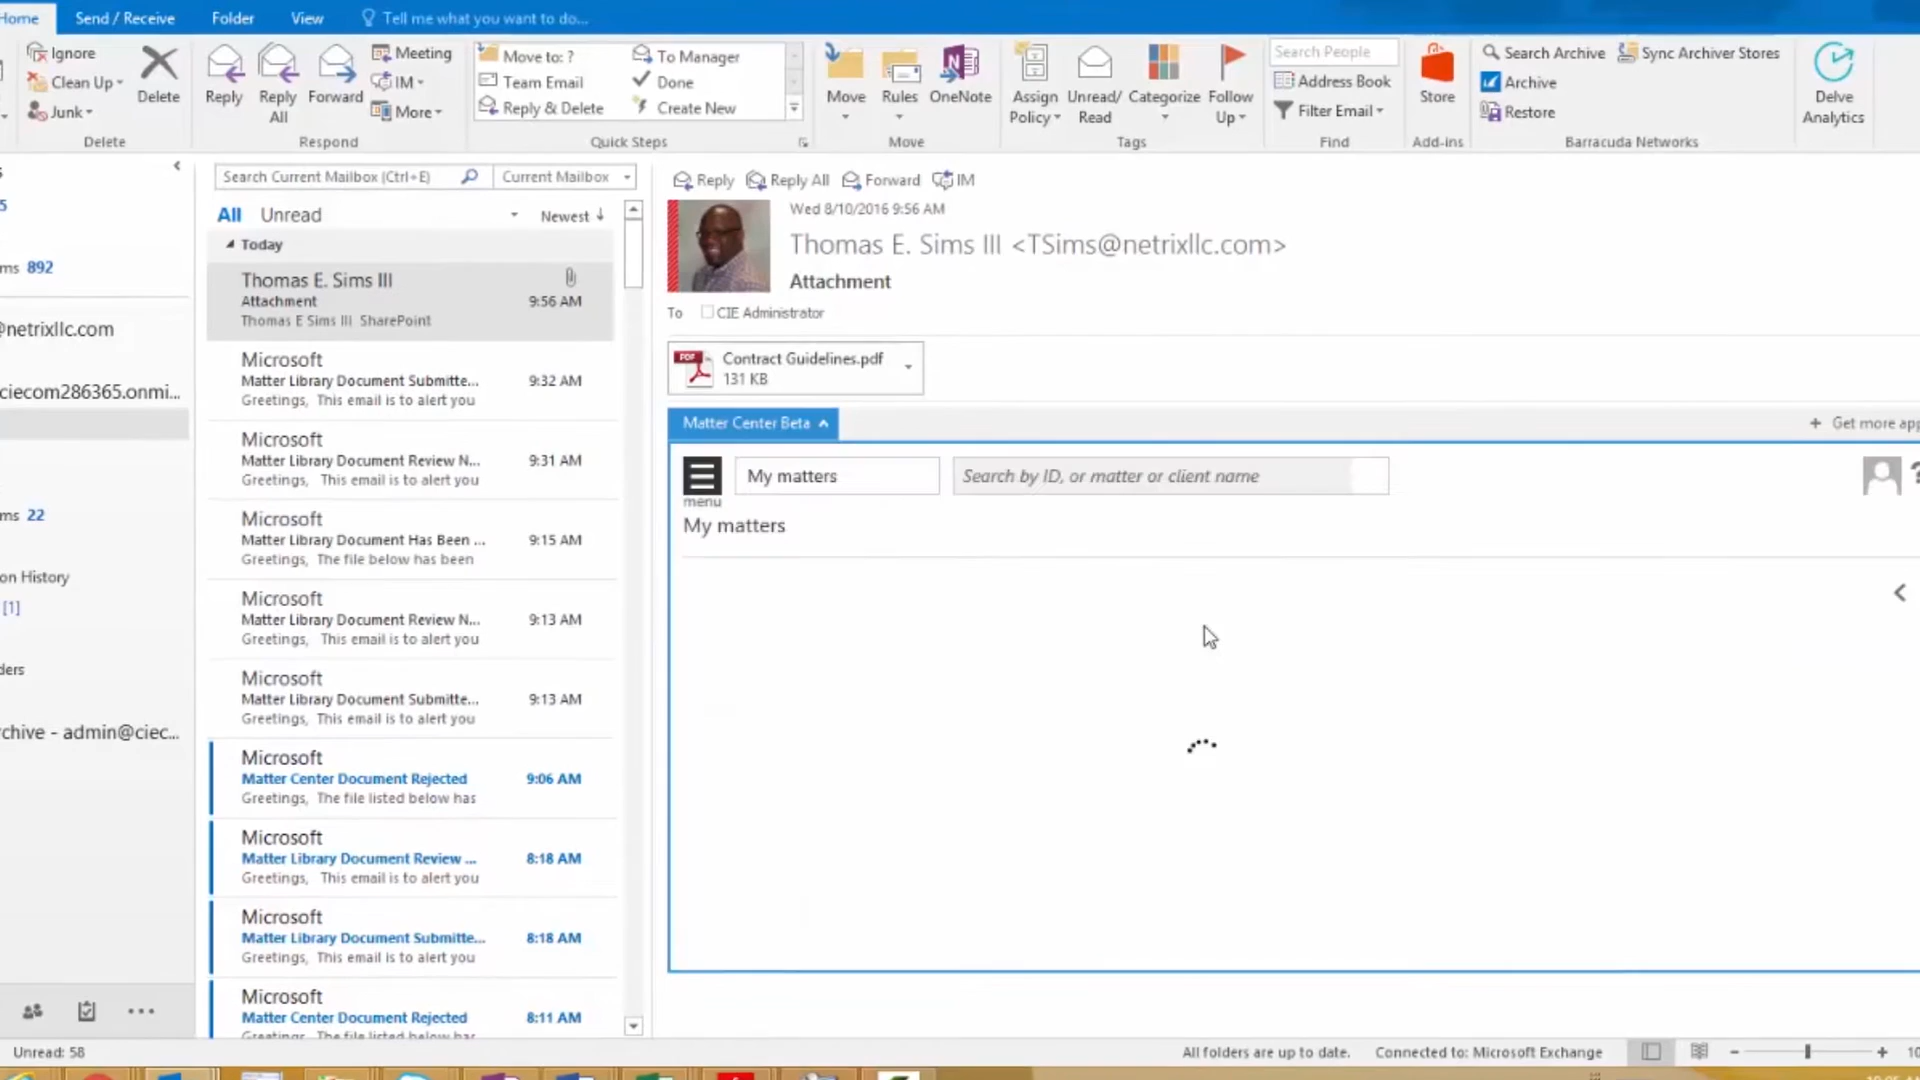 Home Send / Receive Folder View Tell me what you want to do...
Ignore
Clean Up
Junk
Delete
Delete
Reply
Reply All
Forward
Meeting
IM
More
Respond
Move to: ?
Team Email
Reply & Delete
To Manager
Done
Create New
Quick Steps
Move
Rules
OneNote
Move
Assign Policy
Unread/ Read
Categorize
Follow Up
Tags
Search People
Address Book
Filter Email
Find
Store
Add-ins
Search Archive
Sync Archiver Stores
Archive
Restore
Barracuda Networks
Delve Analytics
s
5
ms 892
@netrixllc.com
ciecom286365.onmi...
ms 22
on History
[1]
ders
rchive - admin@ciec...
Search Current Mailbox (Ctrl+E) Current Mailbox
All Unread Newest ↓
Today
Thomas E. Sims III
Attachment 9:56 AM
Thomas E Sims III SharePoint
Microsoft
Matter Library Document Submitte... 9:32 AM
Greetings, This email is to alert you
Microsoft
Matter Library Document Review N... 9:31 AM
Greetings, This email is to alert you
Microsoft
Matter Library Document Has Been ... 9:15 AM
Greetings, The file below has been
Microsoft
Matter Library Document Review N... 9:13 AM
Greetings, This email is to alert you
Microsoft
Matter Library Document Submitte... 9:13 AM
Greetings, This email is to alert you
Microsoft
Matter Center Document Rejected 9:06 AM
Greetings, The file listed below has
Microsoft
Matter Library Document Review ... 8:18 AM
Greetings, This email is to alert you
Microsoft
Matter Library Document Submitte... 8:18 AM
Greetings, This email is to alert you
Microsoft
Matter Center Document Rejected 8:11 AM
Greetings, The file listed below has
Reply Reply All Forward IM
Wed 8/10/2016 9:56 AM
Thomas E. Sims III <TSims@netrixllc.com>
Attachment
To CIE Administrator
PDF
Contract Guidelines.pdf
131 KB
Matter Center Beta + Get more app
menu
My matters
Search by ID, or matter or client name
?
My matters
Unread: 58
All folders are up to date. Connected to: Microsoft Exchange - + 10